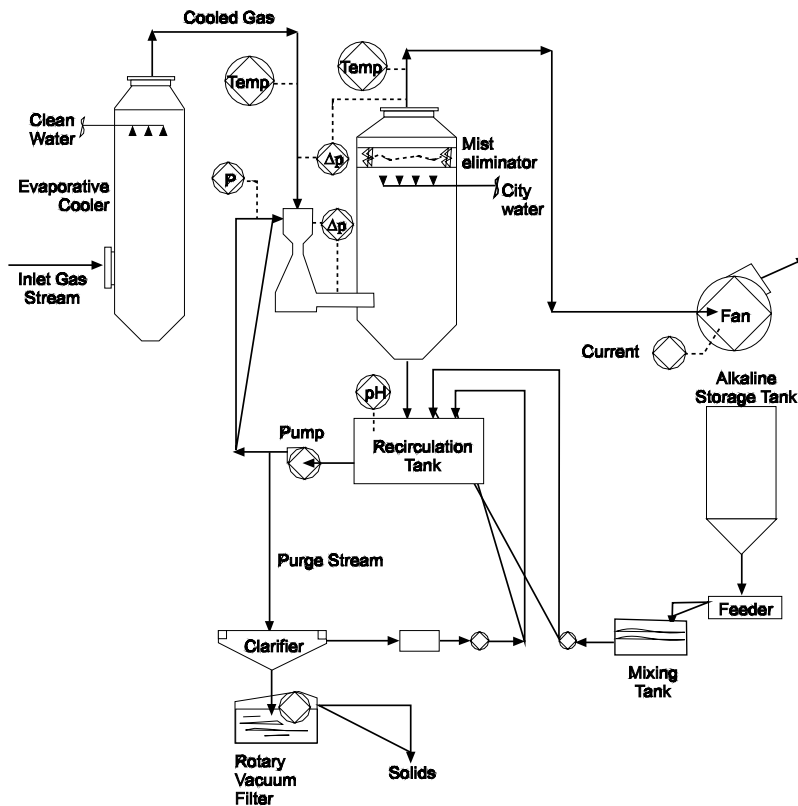 Cooled Gas
Temp
Temp
Clean
Water
Mist
eliminator
Δp
P
Evaporative
Cooler
City
water
Δp
Inlet Gas
Stream
Fan
Current
Alkaline
Storage Tank
pH
Pump
Recirculation
Tank
Purge Stream
Feeder
Clarifier
Mixing
Tank
Rotary
Vacuum
Filter
Solids